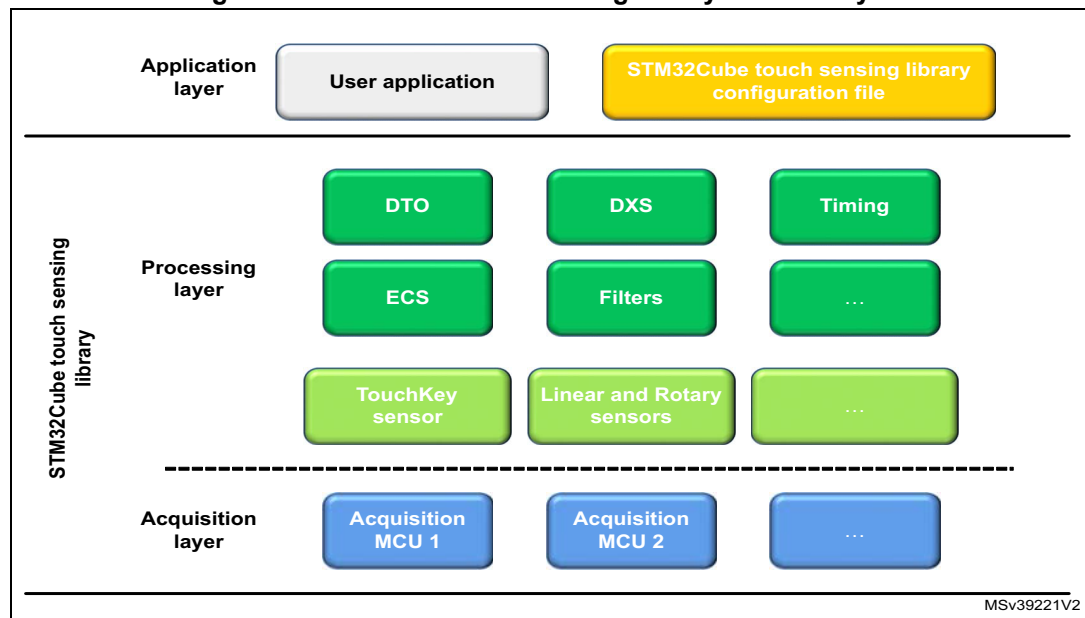 Application
layer
User application
STM32Cube touch sensing library
configuration file
STM32Cube touch sensing
library
Processing
layer
DTO
DXS
Timing
ECS
Filters
...
TouchKey
sensor
Linear and Rotary
sensors
...
Acquisition
layer
Acquisition
MCU 1
Acquisition
MCU 2
...
MSv39221V2